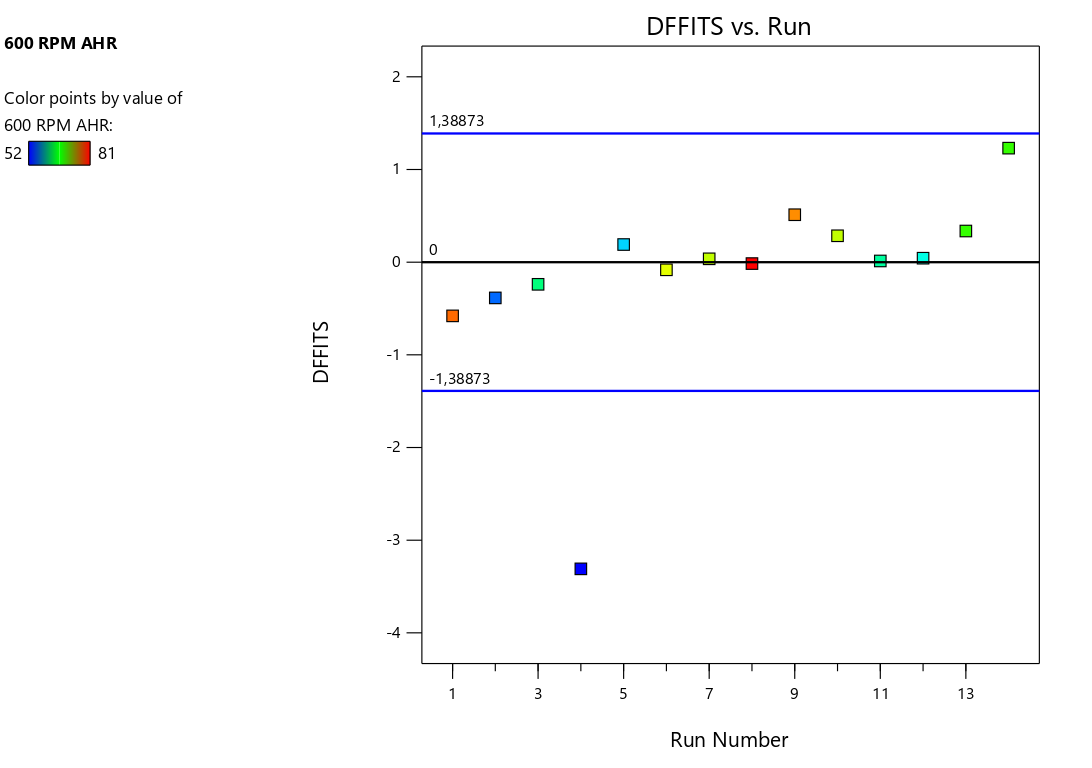 600 RPM AHR
Color points by value of
600 RPM AHR:
52 81
DFFITS vs. Run
DFFITS
2
1
0
-1
-2
-3
-4
1,38873
0
-1,38873
1 3 5 7 9 11 13
Run Number